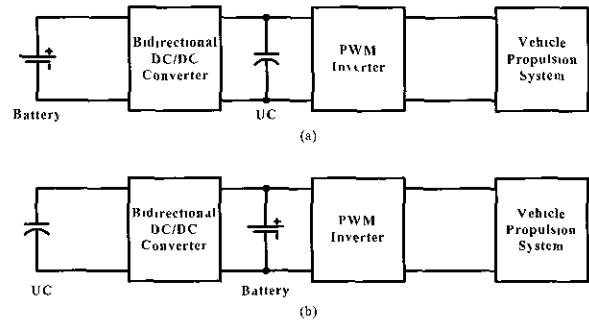 Bidirectional
DC/DC
Converter
PWM
Inverter
Vehicle
Propulsion
System
Battery
UC
(a)
Bidirectional
DC/DC
Converter
PWM
Inverter
Vehicle
Propulsion
System
UC
Battery
(b)